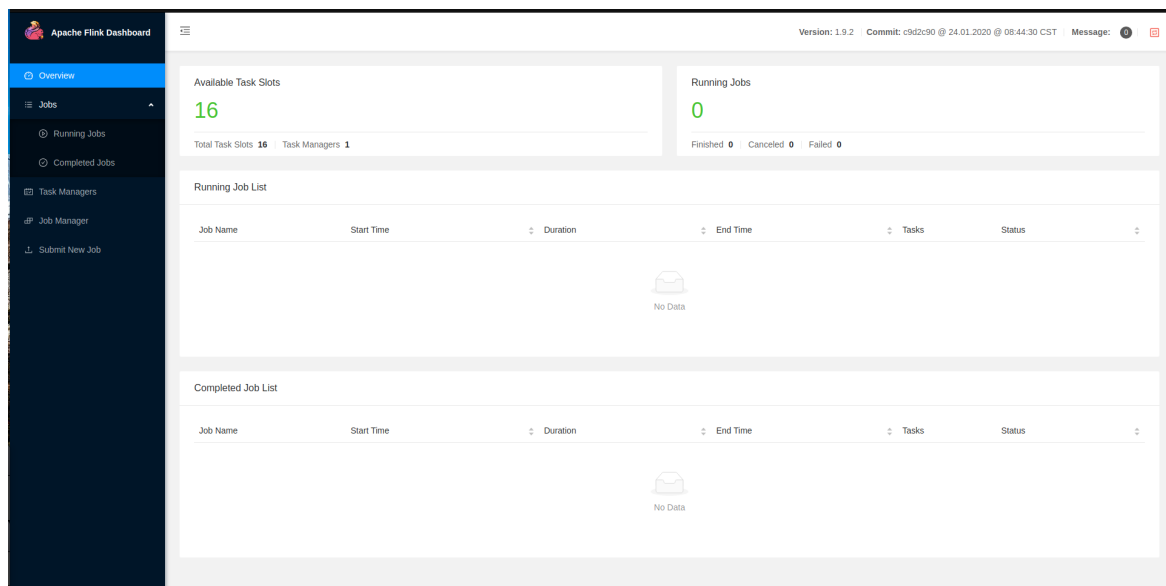 Apache Flink Dashboard
Version: 1.9.2 Commit: c9d2c90 @ 24.01.2020 @ 08:44:30 CST Message: 0
Overview
Jobs
Running Jobs
Completed Jobs
Task Managers
Job Manager
Submit New Job
Available Task Slots
16
Total Task Slots 16 Task Managers 1
Running Jobs
0
Finished 0 Canceled 0 Failed 0
Running Job List
Job Name Start Time Duration End Time Tasks Status
No Data
Completed Job List
Job Name Start Time Duration End Time Tasks Status
No Data